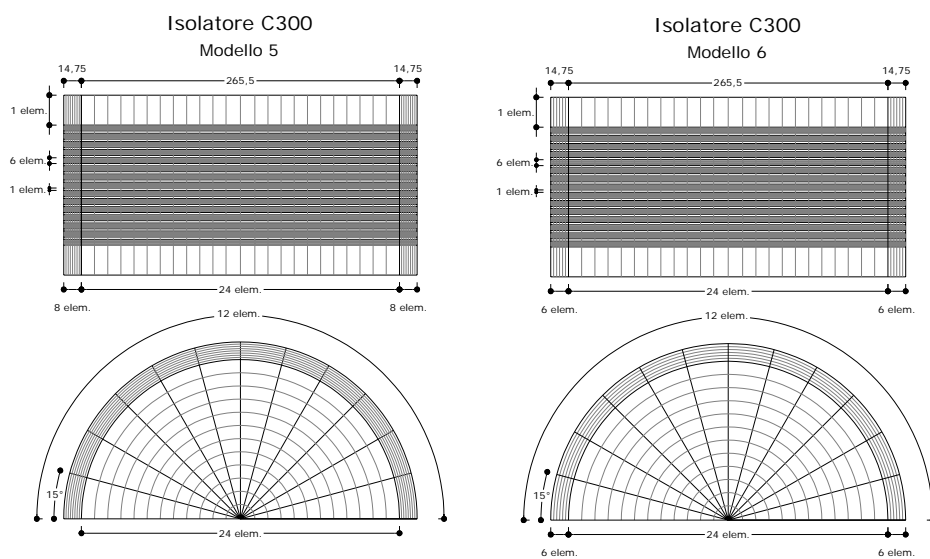 Isolatore C300
Modello 5
14,75
265,5
14,75
1 elem.
6 elem.
1 elem.
24 elem.
8 elem.
8 elem.
12 elem.
15°
24 elem.
Isolatore C300
Modello 6
14,75
265,5
14,75
1 elem.
6 elem.
1 elem.
24 elem.
6 elem.
6 elem.
12 elem.
15°
24 elem.
6 elem.
6 elem.